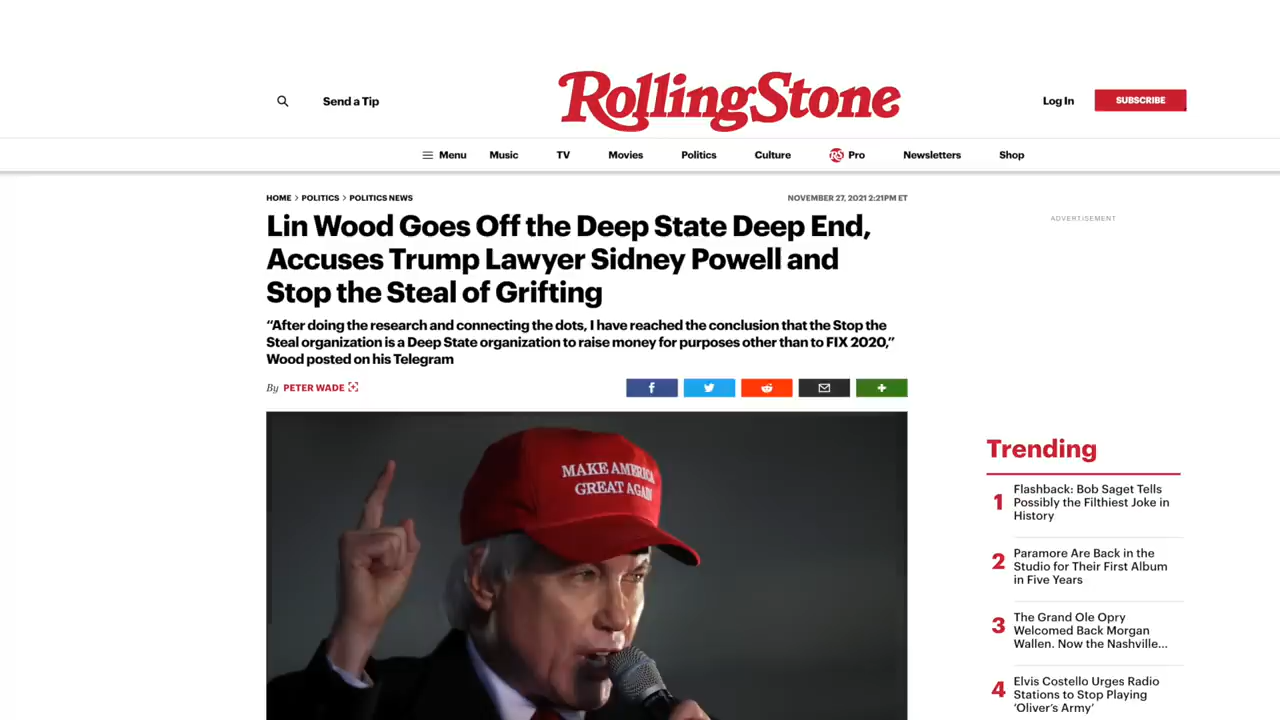 Send a Tip
RollingStone
Log In
SUBSCRIBE
Menu
Music
TV
Movies
Politics
Culture
RS Pro
Newsletters
Shop
HOME > POLITICS > POLITICS NEWS
NOVEMBER 27, 2021 2:21PM ET
Lin Wood Goes Off the Deep State Deep End,
Accuses Trump Lawyer Sidney Powell and
Stop the Steal of Grifting
“After doing the research and connecting the dots, I have reached the conclusion that the Stop the
Steal organization is a Deep State organization to raise money for purposes other than to FIX 2020,”
Wood posted on his Telegram
By PETER WADE
MAKE AMERICA
GREAT AGAIN
ADVERTISEMENT
Trending
1
Flashback: Bob Saget Tells
Possibly the Filthiest Joke in
History
2
Paramore Are Back in the
Studio for Their First Album
in Five Years
3
The Grand Ole Opry
Welcomed Back Morgan
Wallen. Now the Nashville...
4
Elvis Costello Urges Radio
Stations to Stop Playing
‘Oliver’s Army’